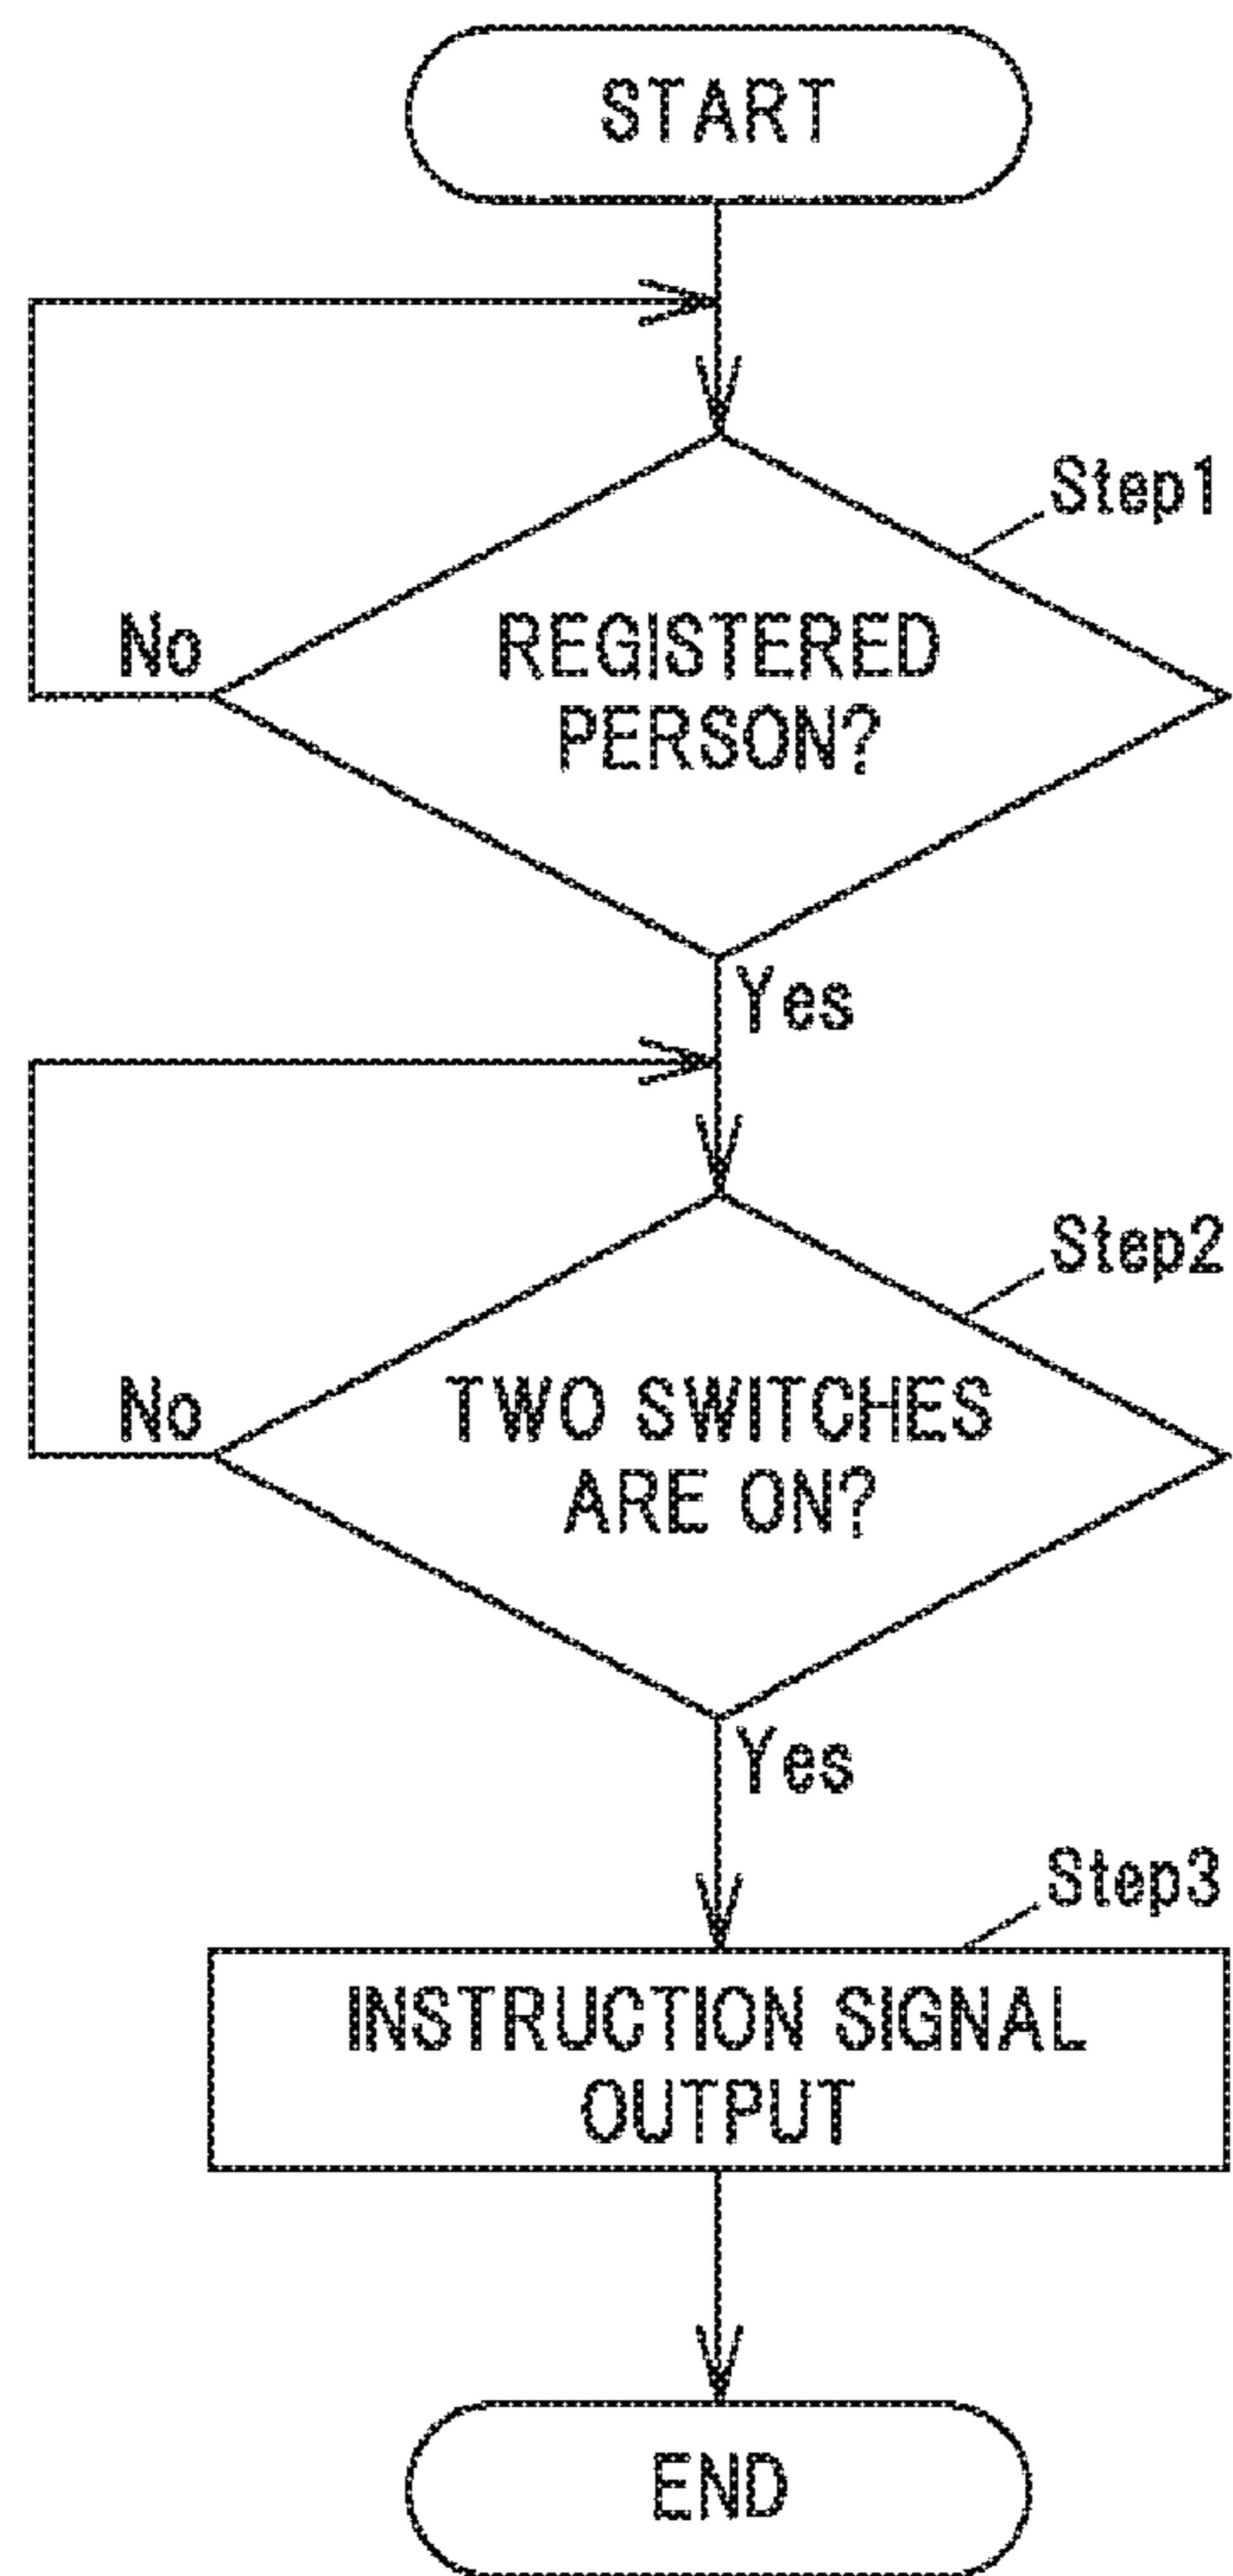 START
Step1
No
REGISTERED
PERSON?
Yes
Step2
No
TWO SWITCHES
ARE ON?
Yes
Step3
INSTRUCTION SIGNAL
OUTPUT
END